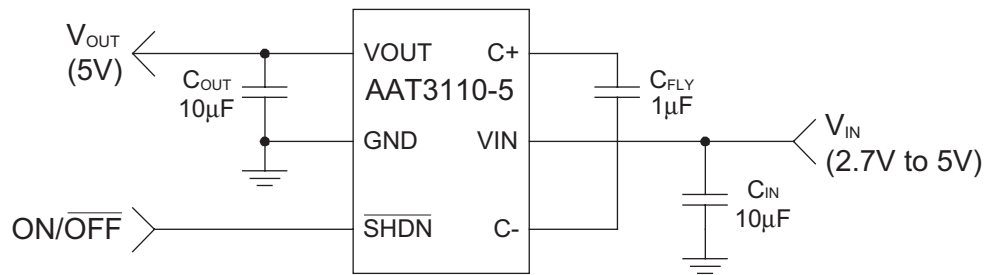 VOUT
(5V)
COUT
10µF
VOUT
C+
AAT3110-5
GND
VIN
SHDN
C-
CFLY
1µF
VIN
(2.7V to 5V)
CIN
10µF
ON/OFF